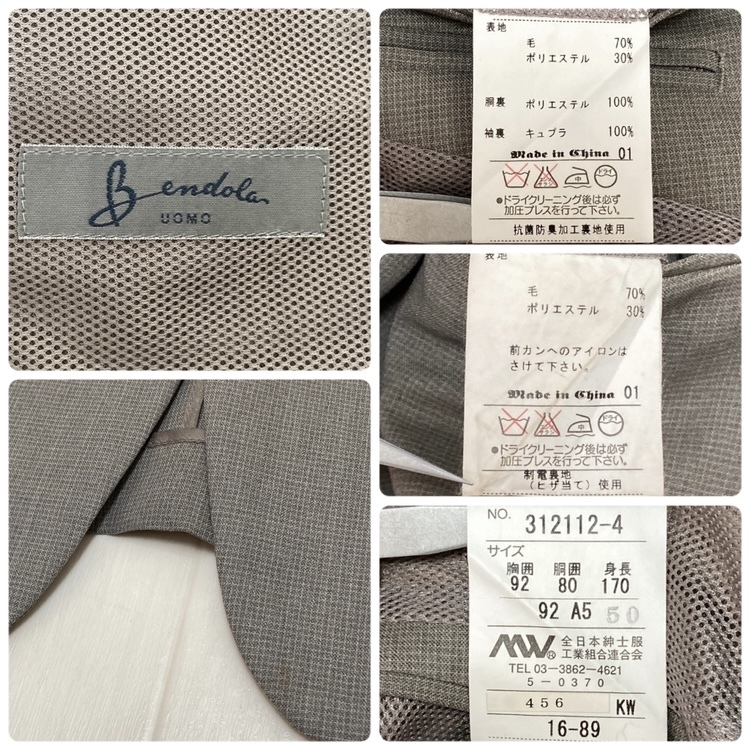 Bendola
UOMO
表地
毛 70%
ポリエステル 30%
胴裏 ポリエステル 100%
袖裏 キュプラ 100%
Made in China 01
ドライ
●ドライクリーニング後は必ず
加圧プレスを行って下さい。
抗菌防臭加工裏地使用
表地
毛 70%
ポリエステル 30%
前カンへのアイロンは
さけて下さい。
Made in China 01
ドライ
●ドライクリーニング後は必ず
加圧プレスを行って下さい。
制電裏地
(ヒザ当て)使用
NO. 312112-4
サイズ
胸囲 胴囲 身長
92 80 170
92 A5 50
MW® 全日本紳士服
工業組合連合会
TEL 03-3862-4621
5-0370
456 KW
16-89